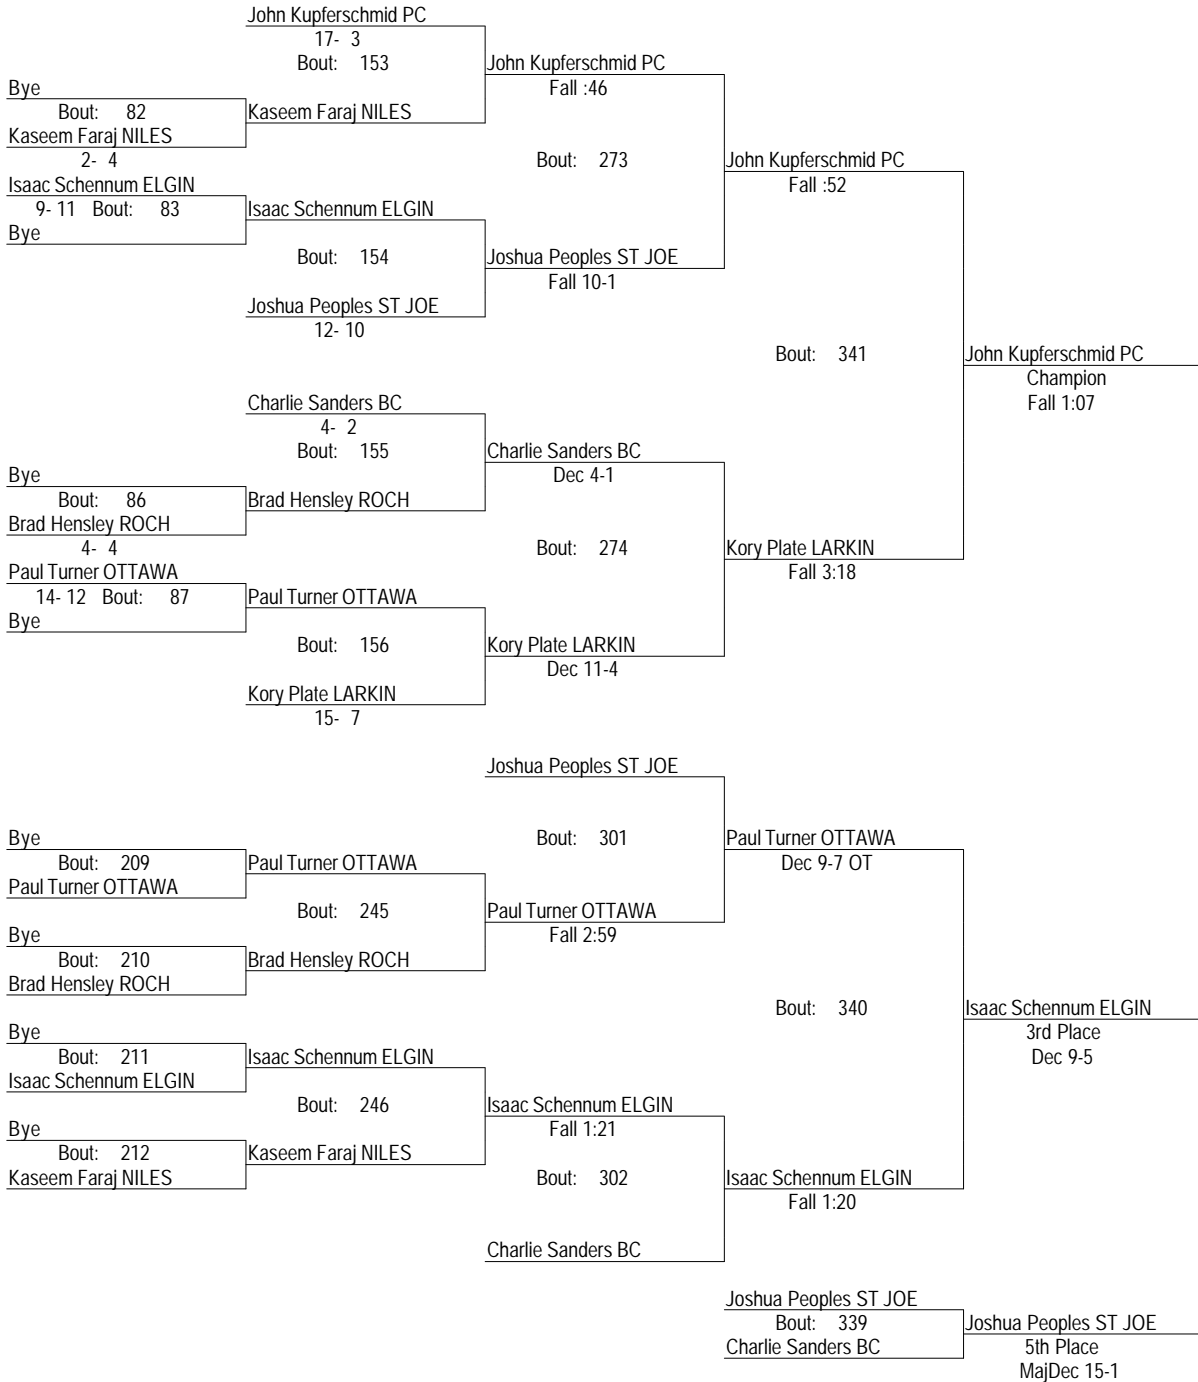 John Kupferschmid PC
17- 3
Bout: 153
John Kupferschmid PC
Bye
Fall :46
Bout: 82
Kaseem Faraj NILES
Kaseem Faraj NILES
2- 4
Bout: 273
John Kupferschmid PC
Isaac Schennum ELGIN
Fall :52
9- 11 Bout: 83
Isaac Schennum ELGIN
Bye
Bout: 154
Joshua Peoples ST JOE
Fall 10-1
Joshua Peoples ST JOE
12- 10
Bout: 341
John Kupferschmid PC
Champion
Fall 1:07
Charlie Sanders BC
4- 2
Bout: 155
Charlie Sanders BC
Bye
Dec 4-1
Bout: 86
Brad Hensley ROCH
Brad Hensley ROCH
4- 4
Bout: 274
Kory Plate LARKIN
Paul Turner OTTAWA
Fall 3:18
14- 12 Bout: 87
Paul Turner OTTAWA
Bye
Bout: 156
Kory Plate LARKIN
Dec 11-4
Kory Plate LARKIN
15- 7
Joshua Peoples ST JOE
Bye
Bout: 301
Paul Turner OTTAWA
Bout: 209
Paul Turner OTTAWA
Dec 9-7 OT
Paul Turner OTTAWA
Bout: 245
Paul Turner OTTAWA
Bye
Fall 2:59
Bout: 210
Brad Hensley ROCH
Brad Hensley ROCH
Bout: 340
Isaac Schennum ELGIN
Bye
3rd Place
Bout: 211
Isaac Schennum ELGIN
Dec 9-5
Isaac Schennum ELGIN
Bout: 246
Isaac Schennum ELGIN
Bye
Fall 1:21
Bout: 212
Kaseem Faraj NILES
Kaseem Faraj NILES
Bout: 302
Isaac Schennum ELGIN
Fall 1:20
Charlie Sanders BC
Joshua Peoples ST JOE
Bout: 339
Joshua Peoples ST JOE
Charlie Sanders BC
5th Place
MajDec 15-1